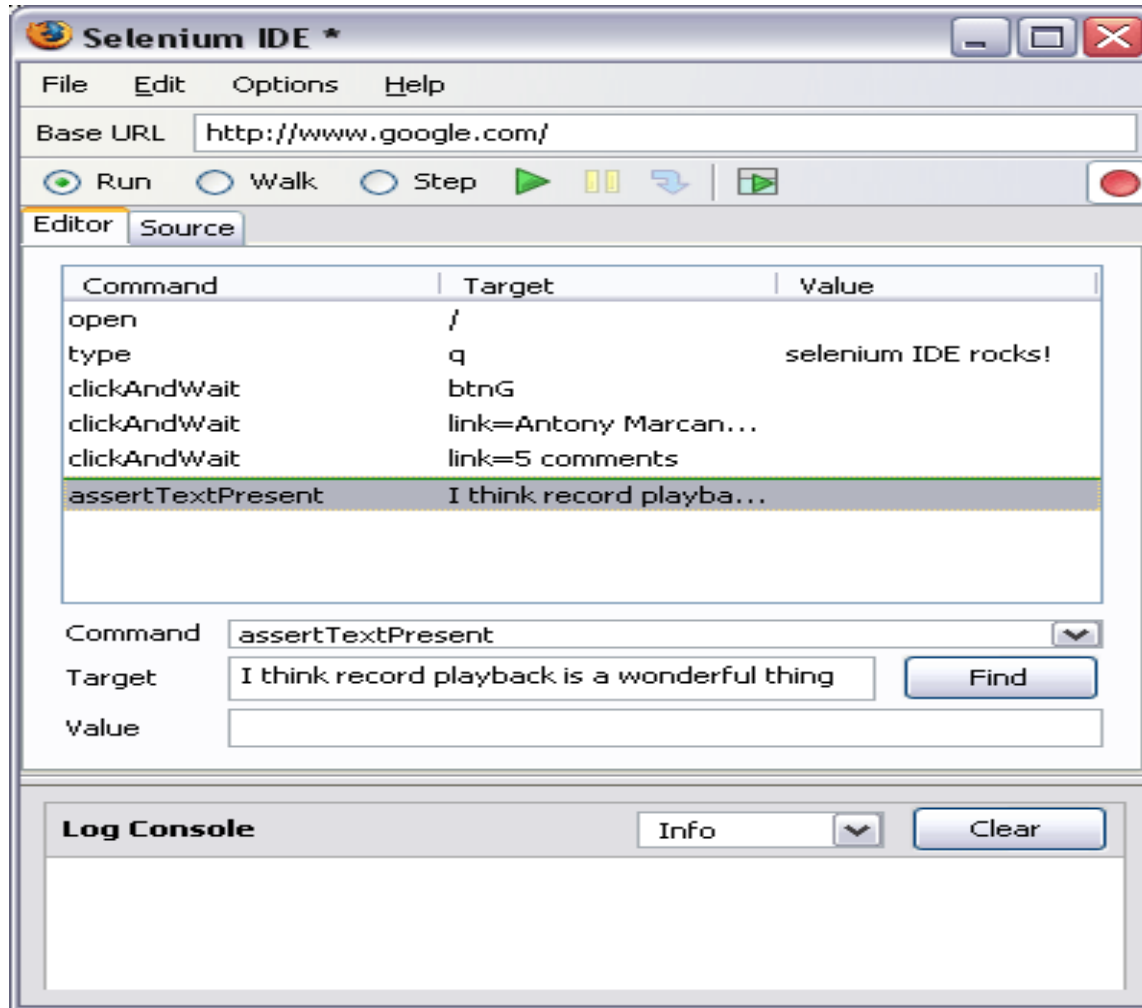 Selenium IDE *
File Edit Options Help
Base URL http://www.google.com/
Run Walk Step
Editor Source
Command Target Value
open /
type q selenium IDE rocks!
clickAndWait btnG
clickAndWait link=Antony Marcan...
clickAndWait link=5 comments
assertTextPresent I think record playba...
Command assertTextPresent
Target I think record playback is a wonderful thing Find
Value
Log Console Info Clear